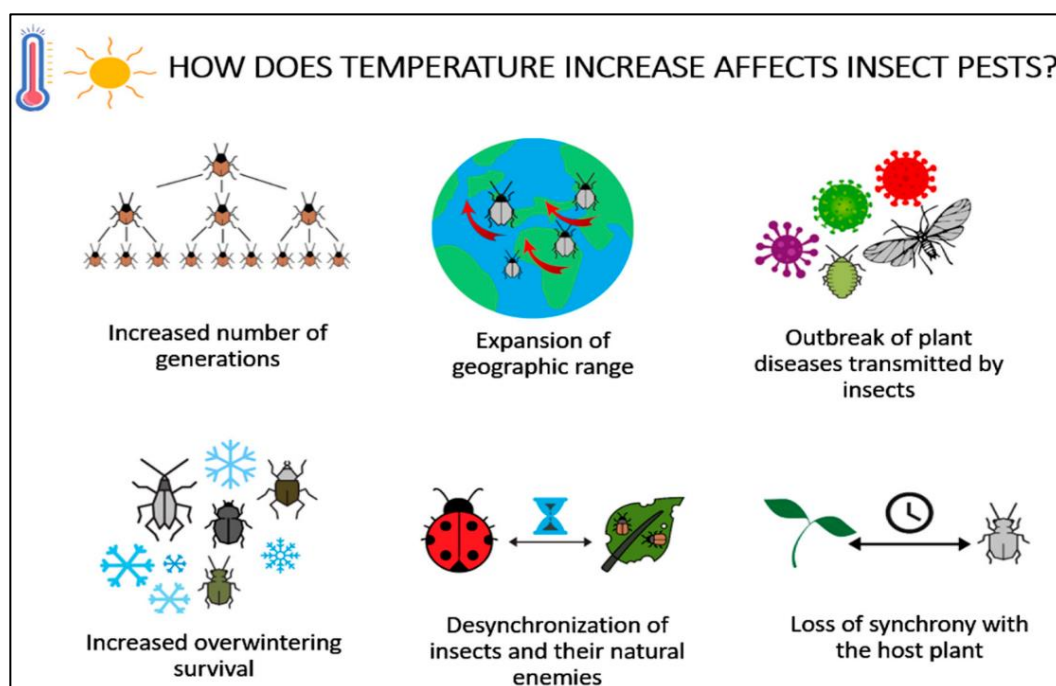 HOW DOES TEMPERATURE INCREASE AFFECTS INSECT PESTS?
Increased number of
generations
Expansion of
geographic range
Outbreak of plant
diseases transmitted by
insects
Increased overwintering
survival
Desynchronization of
insects and their natural
enemies
Loss of synchrony with
the host plant